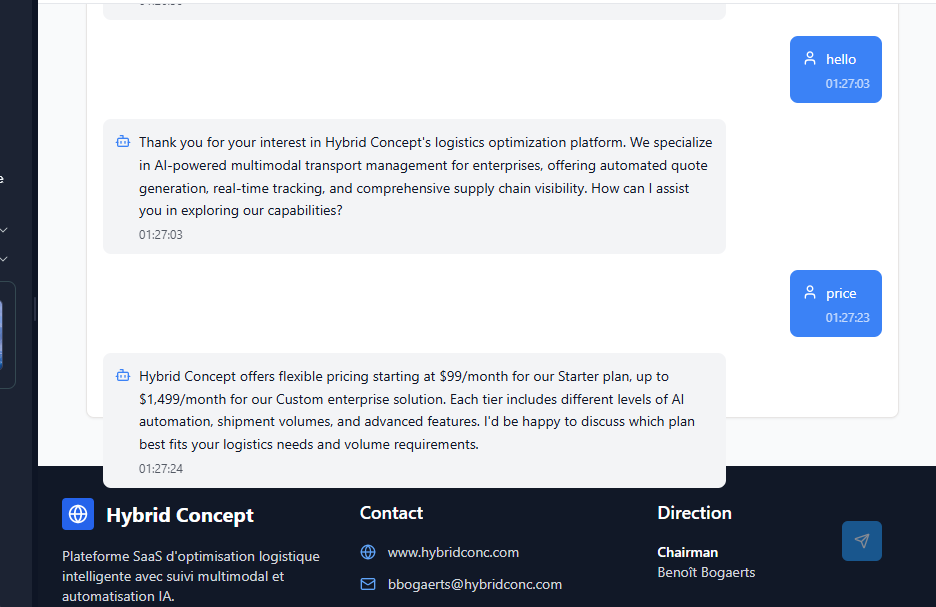 hello
01:27:03
Thank you for your interest in Hybrid Concept's logistics optimization platform. We specialize
in AI-powered multimodal transport management for enterprises, offering automated quote
generation, real-time tracking, and comprehensive supply chain visibility. How can I assist
you in exploring our capabilities?
01:27:03
price
01:27:23
Hybrid Concept offers flexible pricing starting at $99/month for our Starter plan, up to
$1,499/month for our Custom enterprise solution. Each tier includes different levels of AI
automation, shipment volumes, and advanced features. I'd be happy to discuss which plan
best fits your logistics needs and volume requirements.
01:27:24
Hybrid Concept
Plateforme SaaS d'optimisation logistique
intelligente avec suivi multimodal et
automatisation IA.
Contact
www.hybridconc.com
bbogaerts@hybridconc.com
Direction
Chairman
Benoît Bogaerts